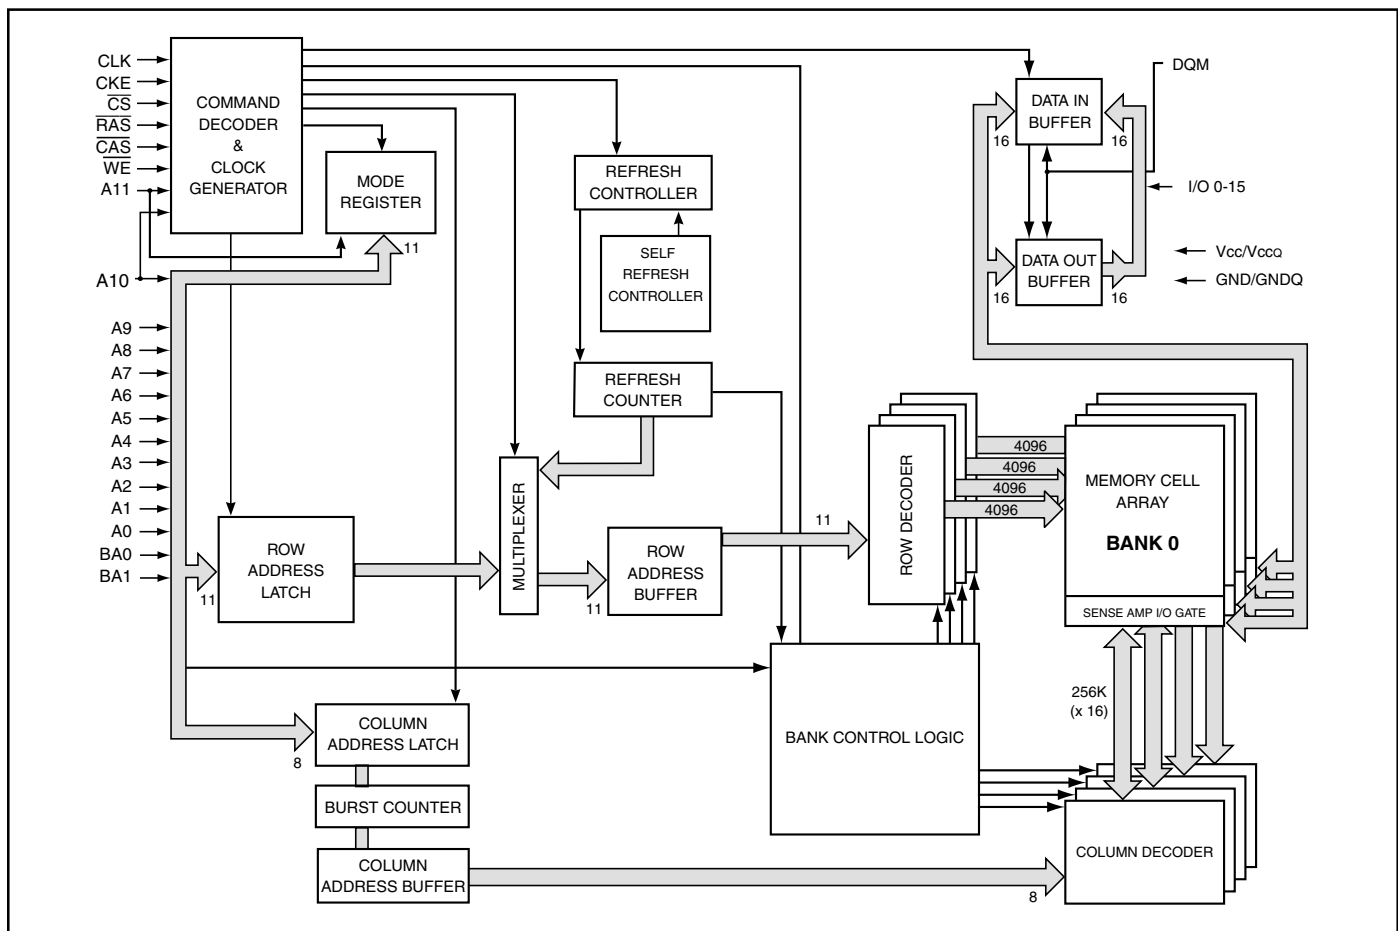 CLK
CKE
CS
RAS
CAS
WE
A11
A10
A9
A8
A7
A6
A5
A4
A3
A2
A1
A0
BA0
BA1
COMMAND
DECODER
&
CLOCK
GENERATOR
MODE
REGISTER
11
REFRESH
CONTROLLER
SELF
REFRESH
CONTROLLER
REFRESH
COUNTER
MULTIPLEXER
ROW
ADDRESS
LATCH
11
ROW
ADDRESS
BUFFER
11
11
ROW DECODER
4096
4096
4096
4096
MEMORY CELL
ARRAY
BANK 0
SENSE AMP I/O GATE
DATA IN
BUFFER
16
16
DQM
I/O 0-15
Vcc/VccQ
GND/GNDQ
DATA OUT
BUFFER
16
16
256K
(x 16)
BANK CONTROL LOGIC
COLUMN
ADDRESS LATCH
8
BURST COUNTER
COLUMN
ADDRESS BUFFER
8
COLUMN DECODER